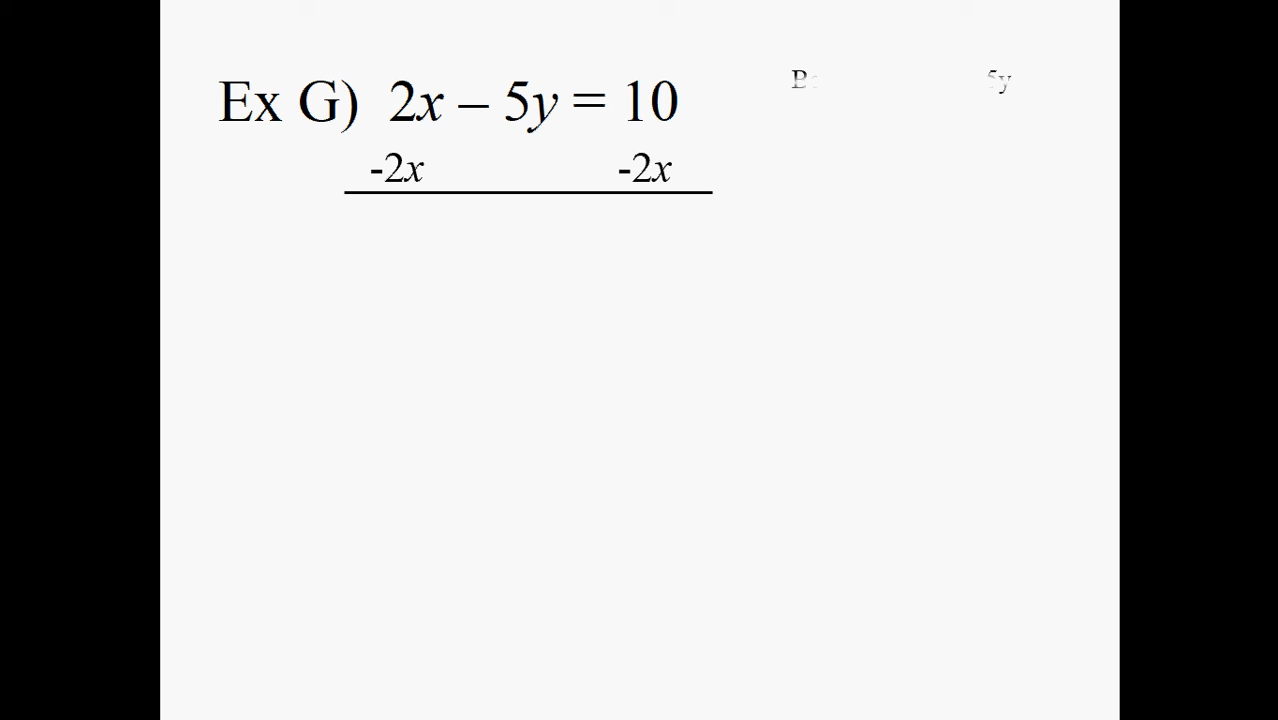 Ex G) 2x – 5y = 10
-2x -2x